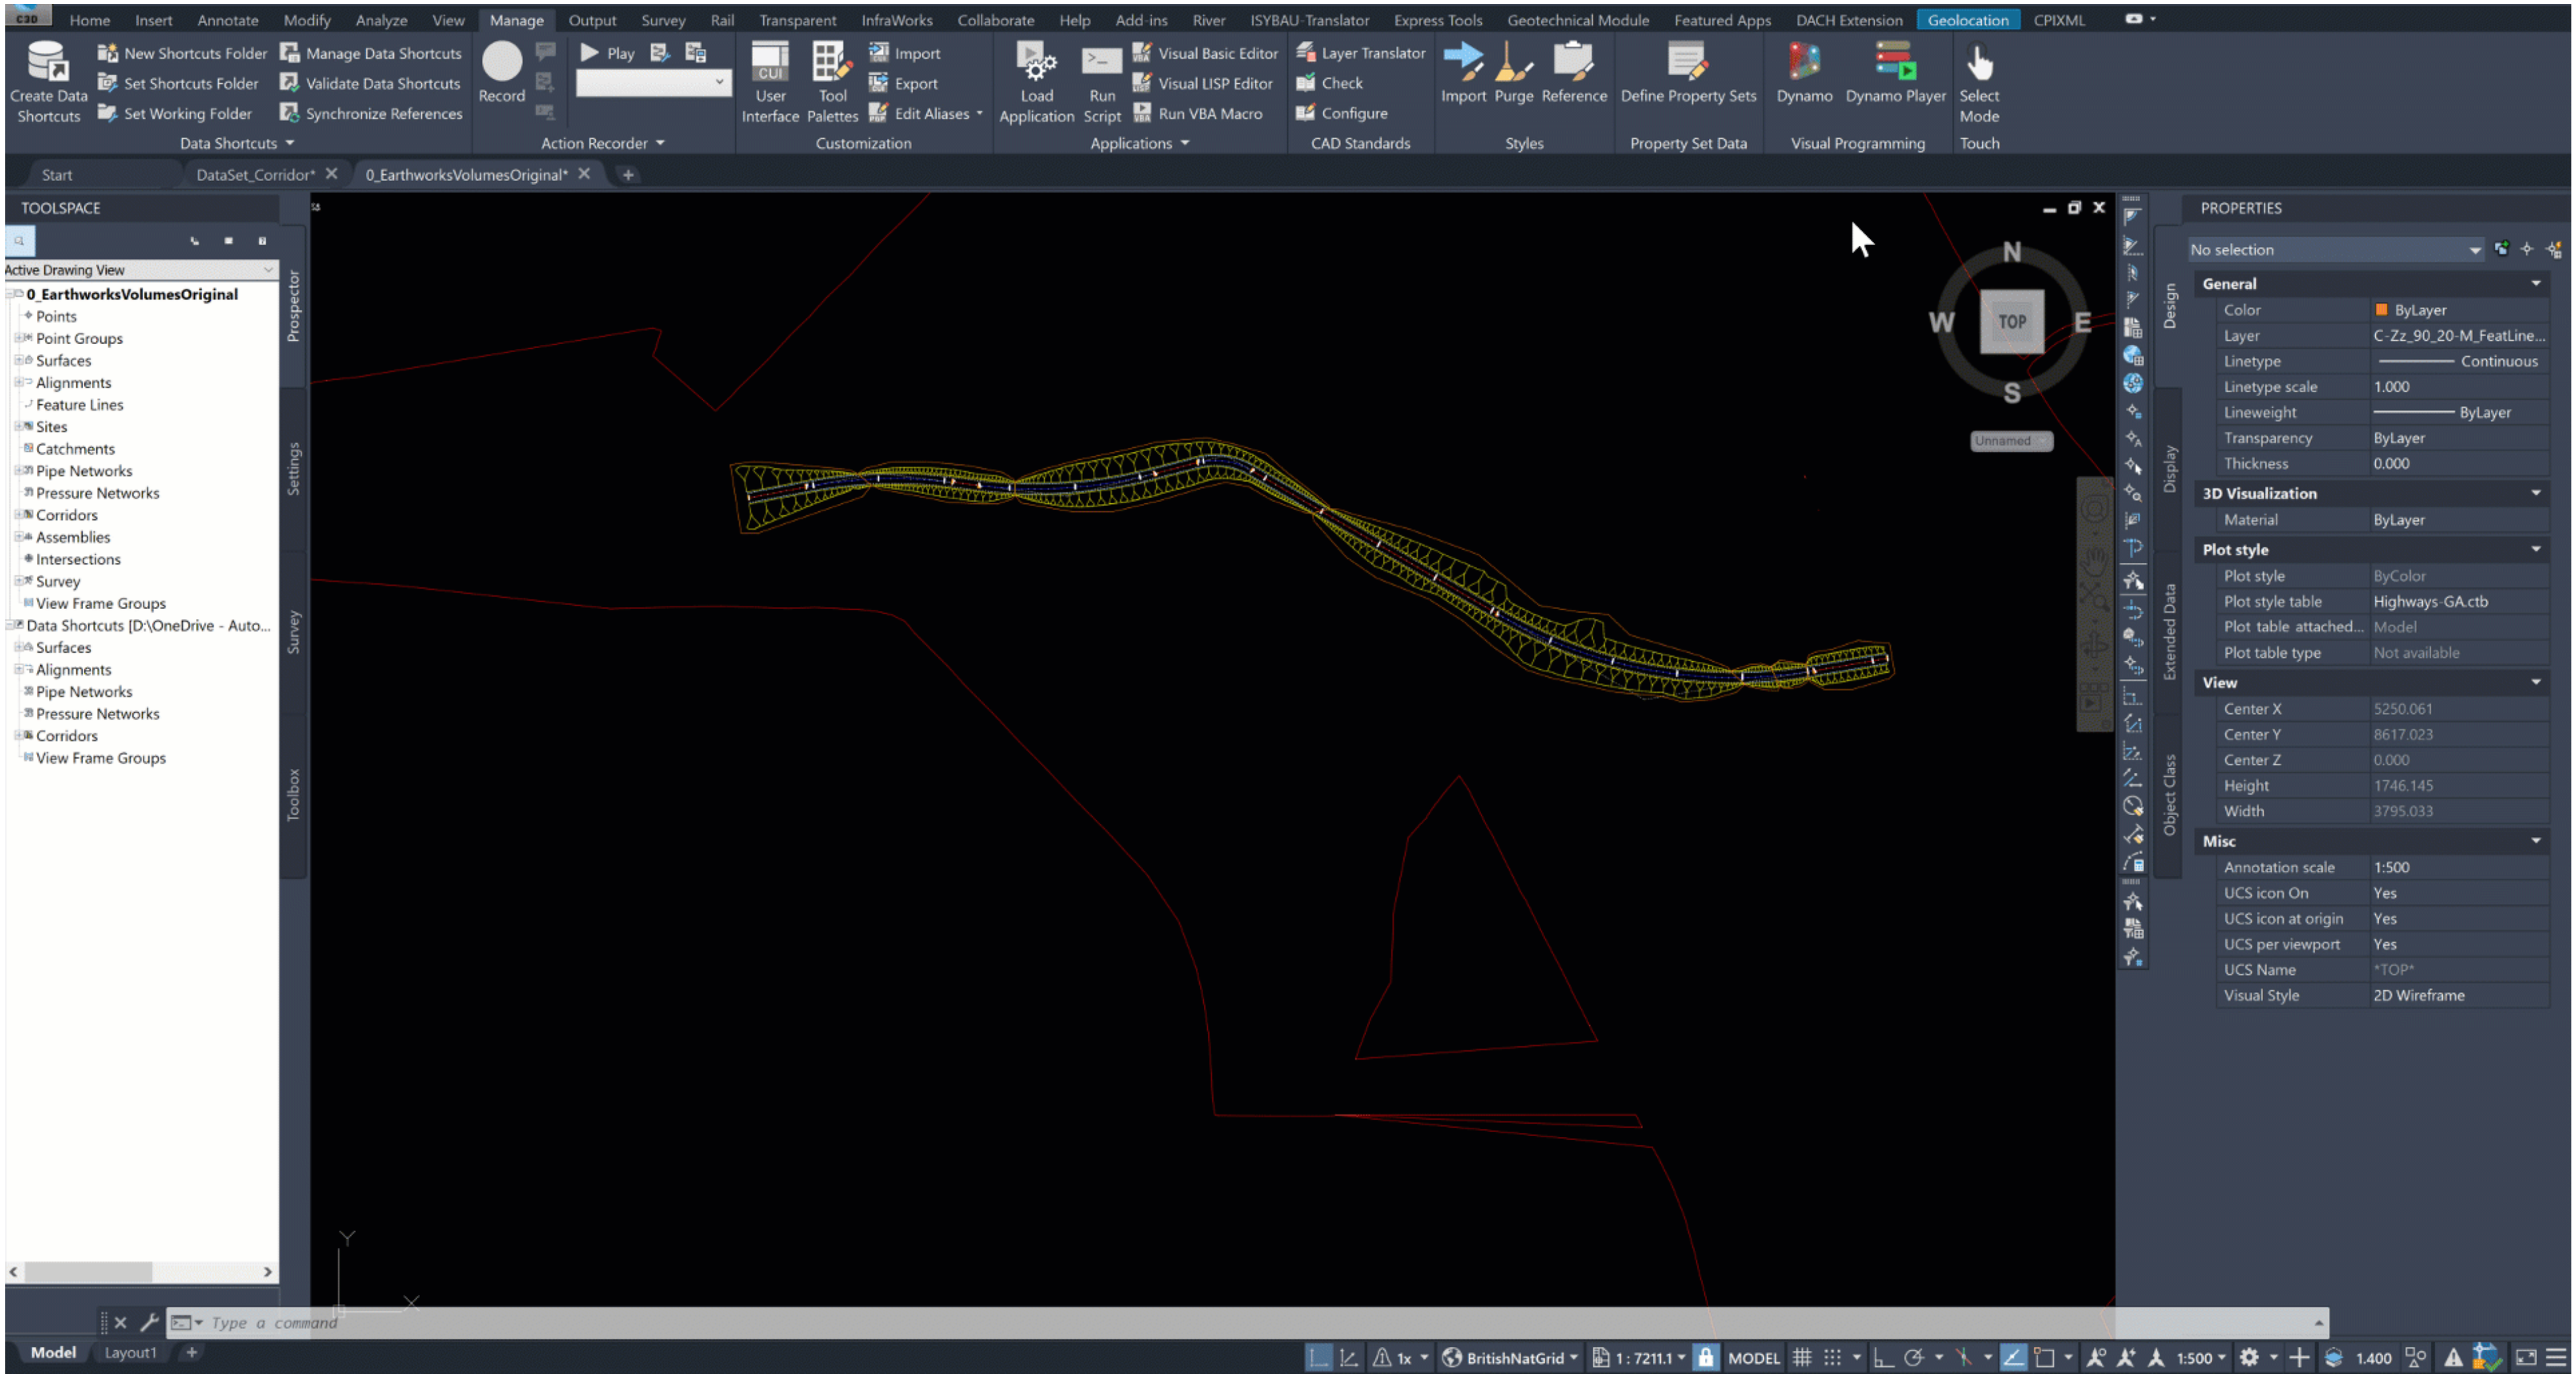 C3D
Home Insert Annotate Modify Analyze View Manage Output Survey Rail Transparent InfraWorks Collaborate Help Add-ins River ISYBAU-Translator Express Tools Geotechnical Module Featured Apps DACH Extension Geolocation CPIXML
Create Data Shortcuts
New Shortcuts Folder
Set Shortcuts Folder
Set Working Folder
Manage Data Shortcuts
Validate Data Shortcuts
Synchronize References
Data Shortcuts
Record
Play
Action Recorder
CUI
User Interface
Tool Palettes
Import
Export
Edit Aliases
Customization
Load Application
Run Script
Visual Basic Editor
Visual LISP Editor
Run VBA Macro
Applications
Layer Translator
Check
Configure
CAD Standards
Import
Purge
Reference
Styles
Define Property Sets
Property Set Data
Dynamo
Dynamo Player
Visual Programming
Select Mode
Touch
Start
DataSet_Corridor*
0_EarthworksVolumesOriginal*
TOOLSPACE
Active Drawing View
0_EarthworksVolumesOriginal
Points
Point Groups
Surfaces
Alignments
Feature Lines
Sites
Catchments
Pipe Networks
Pressure Networks
Corridors
Assemblies
Intersections
Survey
View Frame Groups
Data Shortcuts [D:\OneDrive - Auto...
Surfaces
Alignments
Pipe Networks
Pressure Networks
Corridors
View Frame Groups
Prospector
Settings
Survey
Toolbox
N
W TOP E
S
Unnamed
Y
X
PROPERTIES
No selection
Design
Display
Extended Data
Object Class
General
Color ByLayer
Layer C-Zz_90_20-M_FeatLine...
Linetype Continuous
Linetype scale 1.000
Lineweight ByLayer
Transparency ByLayer
Thickness 0.000
3D Visualization
Material ByLayer
Plot style
Plot style ByColor
Plot style table Highways-GA.ctb
Plot table attached... Model
Plot table type Not available
View
Center X 5250.061
Center Y 8617.023
Center Z 0.000
Height 1746.145
Width 3795.033
Misc
Annotation scale 1:500
UCS icon On Yes
UCS icon at origin Yes
UCS per viewport Yes
UCS Name *TOP*
Visual Style 2D Wireframe
Type a command
Model Layout1
1x BritishNatGrid 1 : 7211.1 MODEL 1:500 1.400